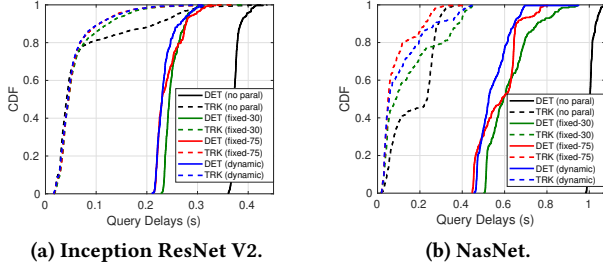 1
0.8
0.6
0.4
0.2
0
CDF
DET (no paral)
TRK (no paral)
DET (fixed-30)
TRK (fixed-30)
DET (fixed-75)
TRK (fixed-75)
DET (dynamic)
TRK (dynamic)
0 0.1 0.2 0.3 0.4
Query Delays (s)
(a) Inception ResNet V2.
1
0.8
0.6
0.4
0.2
0
CDF
DET (no paral)
TRK (no paral)
DET (fixed-30)
TRK (fixed-30)
DET (fixed-75)
TRK (fixed-75)
DET (dynamic)
TRK (dynamic)
0 0.2 0.4 0.6 0.8 1
Query Delays (s)
(b) NasNet.